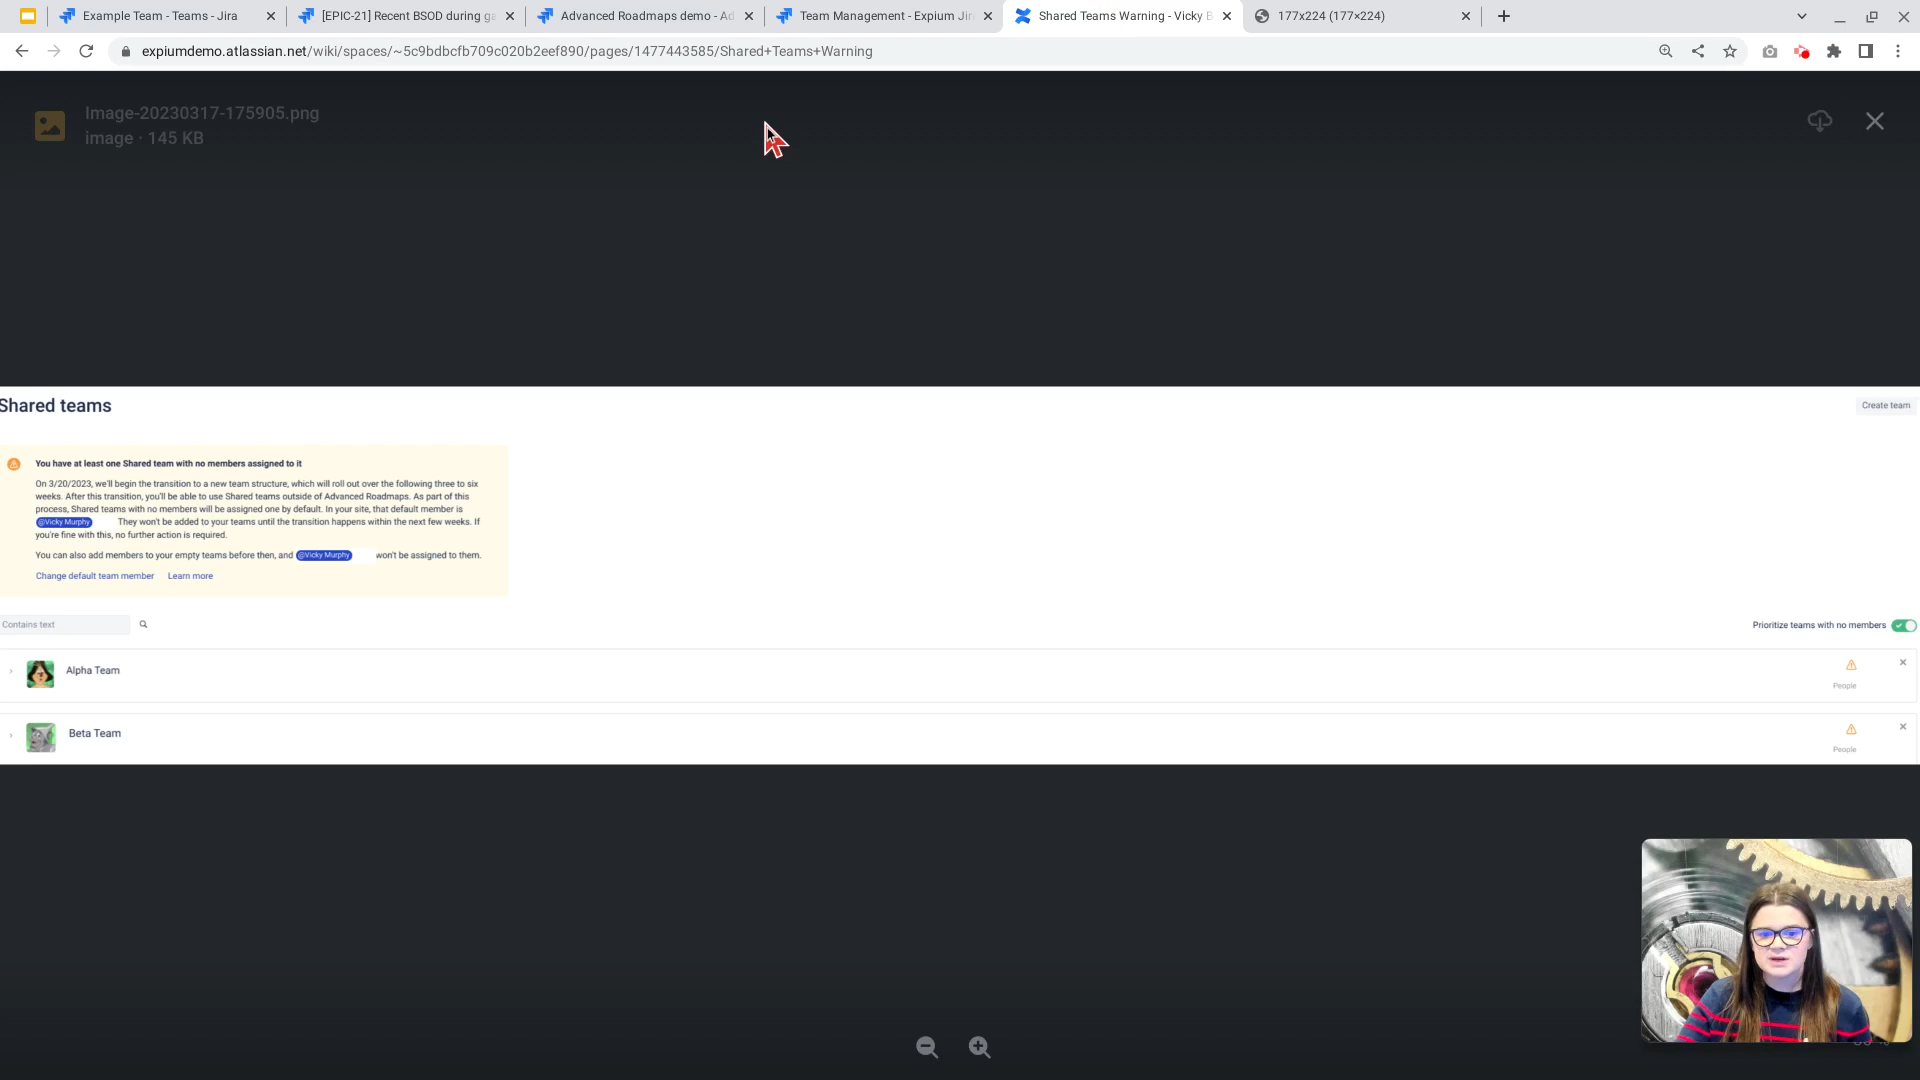 Example Team - Teams - Jira
[EPIC-21] Recent BSOD during ga
Advanced Roadmaps demo - Ad
Team Management - Expium Jir
Shared Teams Warning - Vicky B
177x224 (177×224)
expiumdemo.atlassian.net/wiki/spaces/~5c9bdbcfb709c020b2eef890/pages/1477443585/Shared+Teams+Warning
Image-20230317-175905.png
image · 145 KB
Shared teams
Create team
You have at least one Shared team with no members assigned to it
On 3/20/2023, we'll begin the transition to a new team structure, which will roll out over the following three to six
weeks. After this transition, you'll be able to use Shared teams outside of Advanced Roadmaps. As part of this
process, Shared teams with no members will be assigned one by default. In your site, that default member is
@Vicky Murphy They won't be added to your teams until the transition happens within the next few weeks. If
you're fine with this, no further action is required.
You can also add members to your empty teams before then, and @Vicky Murphy won't be assigned to them.
Change default team member Learn more
Contains text
Prioritize teams with no members
Alpha Team
People
Beta Team
People